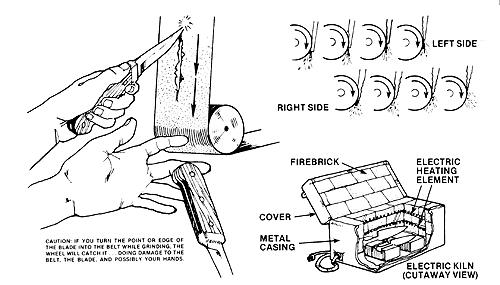 LEFT SIDE
RIGHT SIDE
FIREBRICK
ELECTRIC
HEATING
ELEMENT
COVER
METAL
CASING
ELECTRIC KILN
(CUTAWAY VIEW)
CAUTION: IF YOU TURN THE POINT OR EDGE OF
THE BLADE INTO THE BELT WHILE GRINDING, THE
WHEEL WILL CATCH IT . . . DOING DAMAGE TO THE
BELT, THE BLADE, AND POSSIBLY YOUR HANDS.